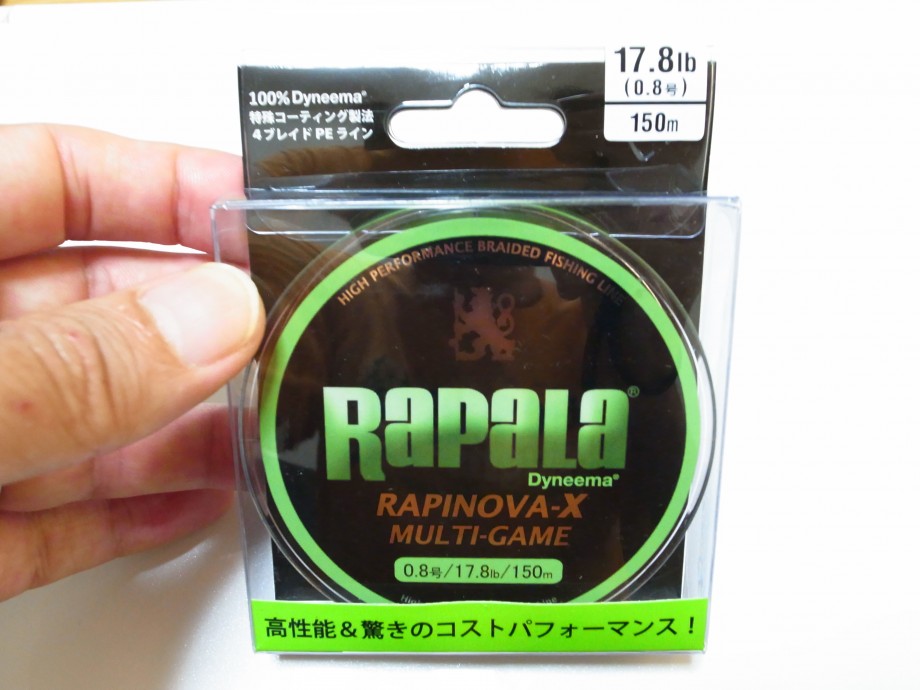 17.8lb
(0.8号)
150m
100% Dyneema®
特殊コーティング製法
4ブレイドPEライン
HIGH PERFORMANCE BRAIDED FISHING LINE
RAPALA®
Dyneema®
RAPINOVA-X
MULTI-GAME
0.8号/17.8lb/150m
高性能&驚きのコストパフォーマンス!